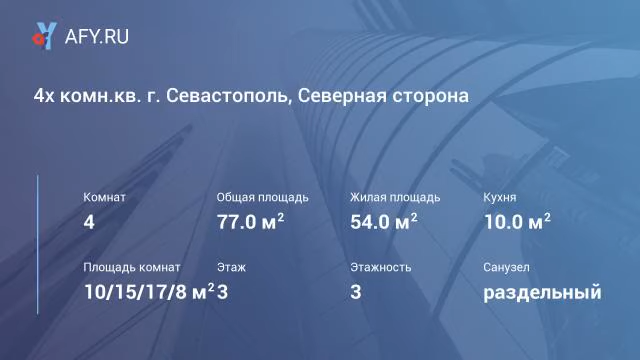 AFY.RU
4х комн.кв. г. Севастополь, Северная сторона
Комнат Общая площадь Жилая площадь Кухня
4 77.0 м² 54.0 м² 10.0 м²
Площадь комнат Этаж Этажность Санузел
10/15/17/8 м² 3 3 раздельный